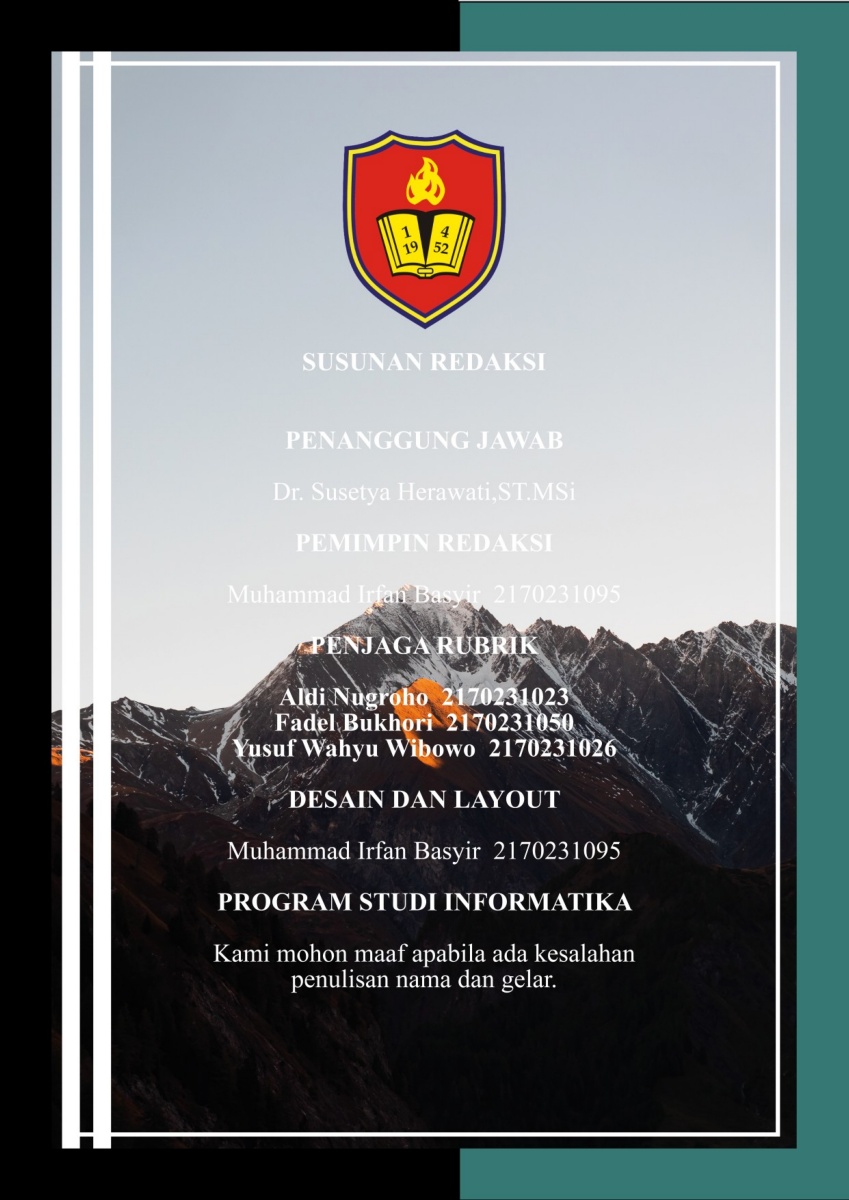 1 4
19 52
SUSUNAN REDAKSI
PENANGGUNG JAWAB
Dr. Susetya Herawati,ST.MSi
PEMIMPIN REDAKSI
Muhammad Irfan Basyir 2170231095
PENJAGA RUBRIK
Aldi Nugroho 2170231023
Fadel Bukhori 2170231050
Yusuf Wahyu Wibowo 2170231026
DESAIN DAN LAYOUT
Muhammad Irfan Basyir 2170231095
PROGRAM STUDI INFORMATIKA
Kami mohon maaf apabila ada kesalahan
penulisan nama dan gelar.